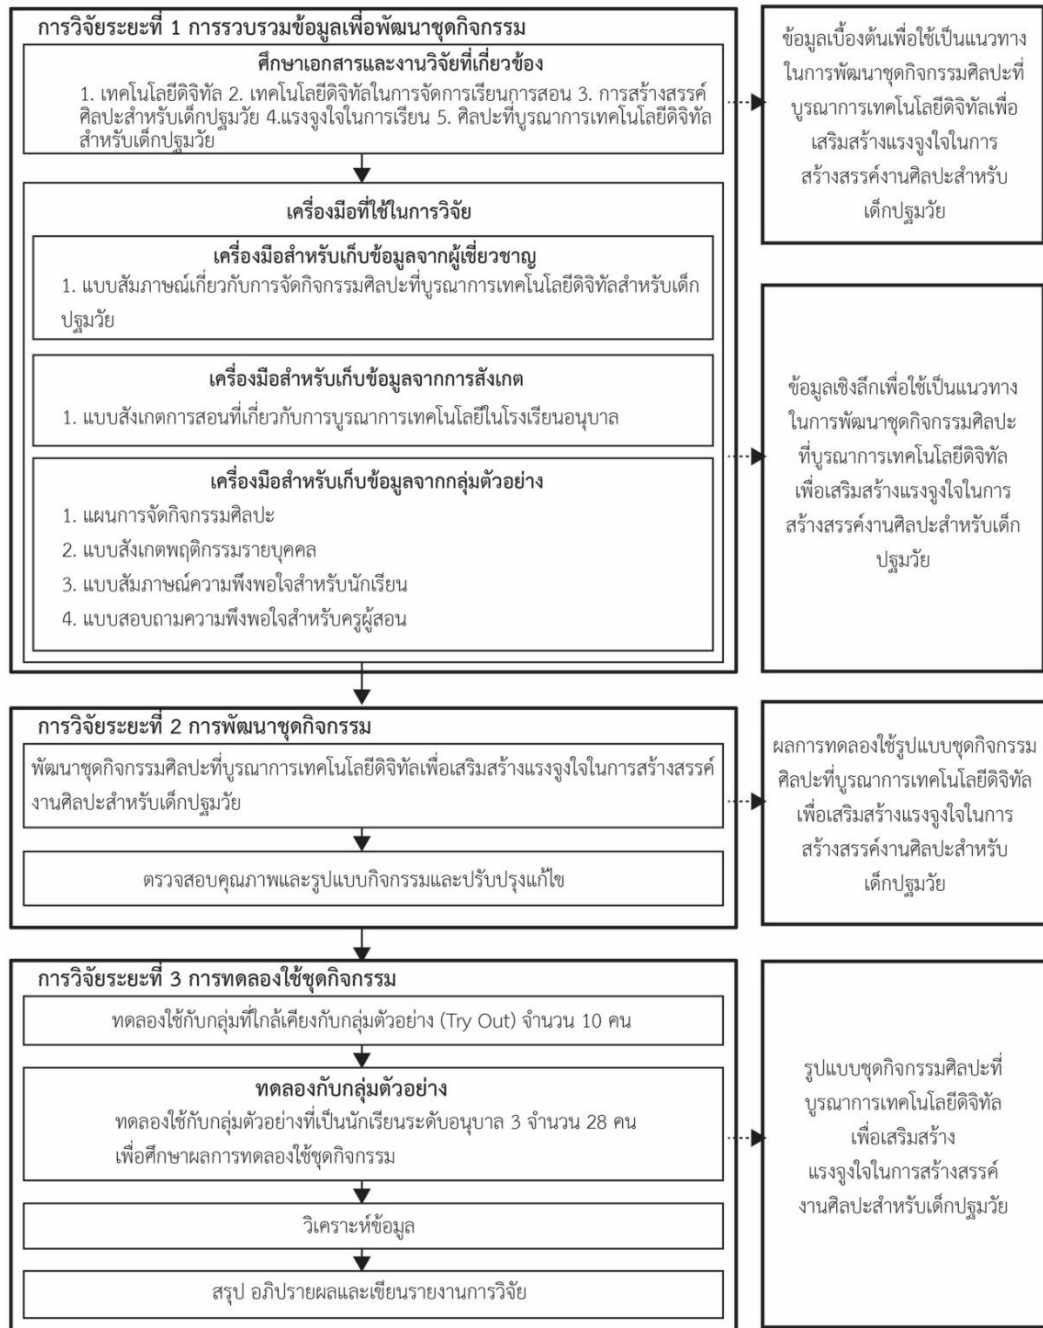 การวิจัยระยะที่ 1 การรวบรวมข้อมูลเพื่อพัฒนาชุดกิจกรรม
ศึกษาเอกสารและงานวิจัยที่เกี่ยวข้อง
1. เทคโนโลยีดิจิทัล 2. เทคโนโลยีดิจิทัลในการจัดการเรียนการสอน 3. การสร้างสรรค์
ศิลปะสำหรับเด็กปฐมวัย 4.แรงจูงใจในการเรียน 5. ศิลปะที่บูรณาการเทคโนโลยีดิจิทัล
สำหรับเด็กปฐมวัย
ข้อมูลเบื้องต้นเพื่อใช้เป็นแนวทาง
ในการพัฒนาชุดกิจกรรมศิลปะที่
บูรณาการเทคโนโลยีดิจิทัลเพื่อ
เสริมสร้างแรงจูงใจในการ
สร้างสรรค์งานศิลปะสำหรับ
เด็กปฐมวัย
เครื่องมือที่ใช้ในการวิจัย
เครื่องมือสำหรับเก็บข้อมูลจากผู้เชี่ยวชาญ
1. แบบสัมภาษณ์เกี่ยวกับการจัดกิจกรรมศิลปะที่บูรณาการเทคโนโลยีดิจิทัลสำหรับเด็ก
ปฐมวัย
เครื่องมือสำหรับเก็บข้อมูลจากการสังเกต
1. แบบสังเกตการสอนที่เกี่ยวกับการบูรณาการเทคโนโลยีในโรงเรียนอนุบาล
เครื่องมือสำหรับเก็บข้อมูลจากกลุ่มตัวอย่าง
1. แผนการจัดกิจกรรมศิลปะ
2. แบบสังเกตพฤติกรรมรายบุคคล
3. แบบสัมภาษณ์ความพึงพอใจสำหรับนักเรียน
4. แบบสอบถามความพึงพอใจสำหรับครูผู้สอน
ข้อมูลเชิงลึกเพื่อใช้เป็นแนวทาง
ในการพัฒนาชุดกิจกรรมศิลปะ
ที่บูรณาการเทคโนโลยีดิจิทัล
เพื่อเสริมสร้างแรงจูงใจในการ
สร้างสรรค์งานศิลปะสำหรับเด็ก
ปฐมวัย
การวิจัยระยะที่ 2 การพัฒนาชุดกิจกรรม
พัฒนาชุดกิจกรรมศิลปะที่บูรณาการเทคโนโลยีดิจิทัลเพื่อเสริมสร้างแรงจูงใจในการสร้างสรรค์
งานศิลปะสำหรับเด็กปฐมวัย
ตรวจสอบคุณภาพและรูปแบบกิจกรรมและปรับปรุงแก้ไข
ผลการทดลองใช้รูปแบบชุดกิจกรรม
ศิลปะที่บูรณาการเทคโนโลยีดิจิทัล
เพื่อเสริมสร้างแรงจูงใจในการ
สร้างสรรค์งานศิลปะสำหรับ
เด็กปฐมวัย
การวิจัยระยะที่ 3 การทดลองใช้ชุดกิจกรรม
ทดลองใช้กับกลุ่มที่ใกล้เคียงกับกลุ่มตัวอย่าง (Try Out) จำนวน 10 คน
ทดลองกับกลุ่มตัวอย่าง
ทดลองใช้กับกลุ่มตัวอย่างที่เป็นนักเรียนระดับอนุบาล 3 จำนวน 28 คน
เพื่อศึกษาผลการทดลองใช้ชุดกิจกรรม
วิเคราะห์ข้อมูล
สรุป อภิปรายผลและเขียนรายงานการวิจัย
รูปแบบชุดกิจกรรมศิลปะที่
บูรณาการเทคโนโลยีดิจิทัล
เพื่อเสริมสร้าง
แรงจูงใจในการสร้างสรรค์
งานศิลปะสำหรับเด็กปฐมวัย